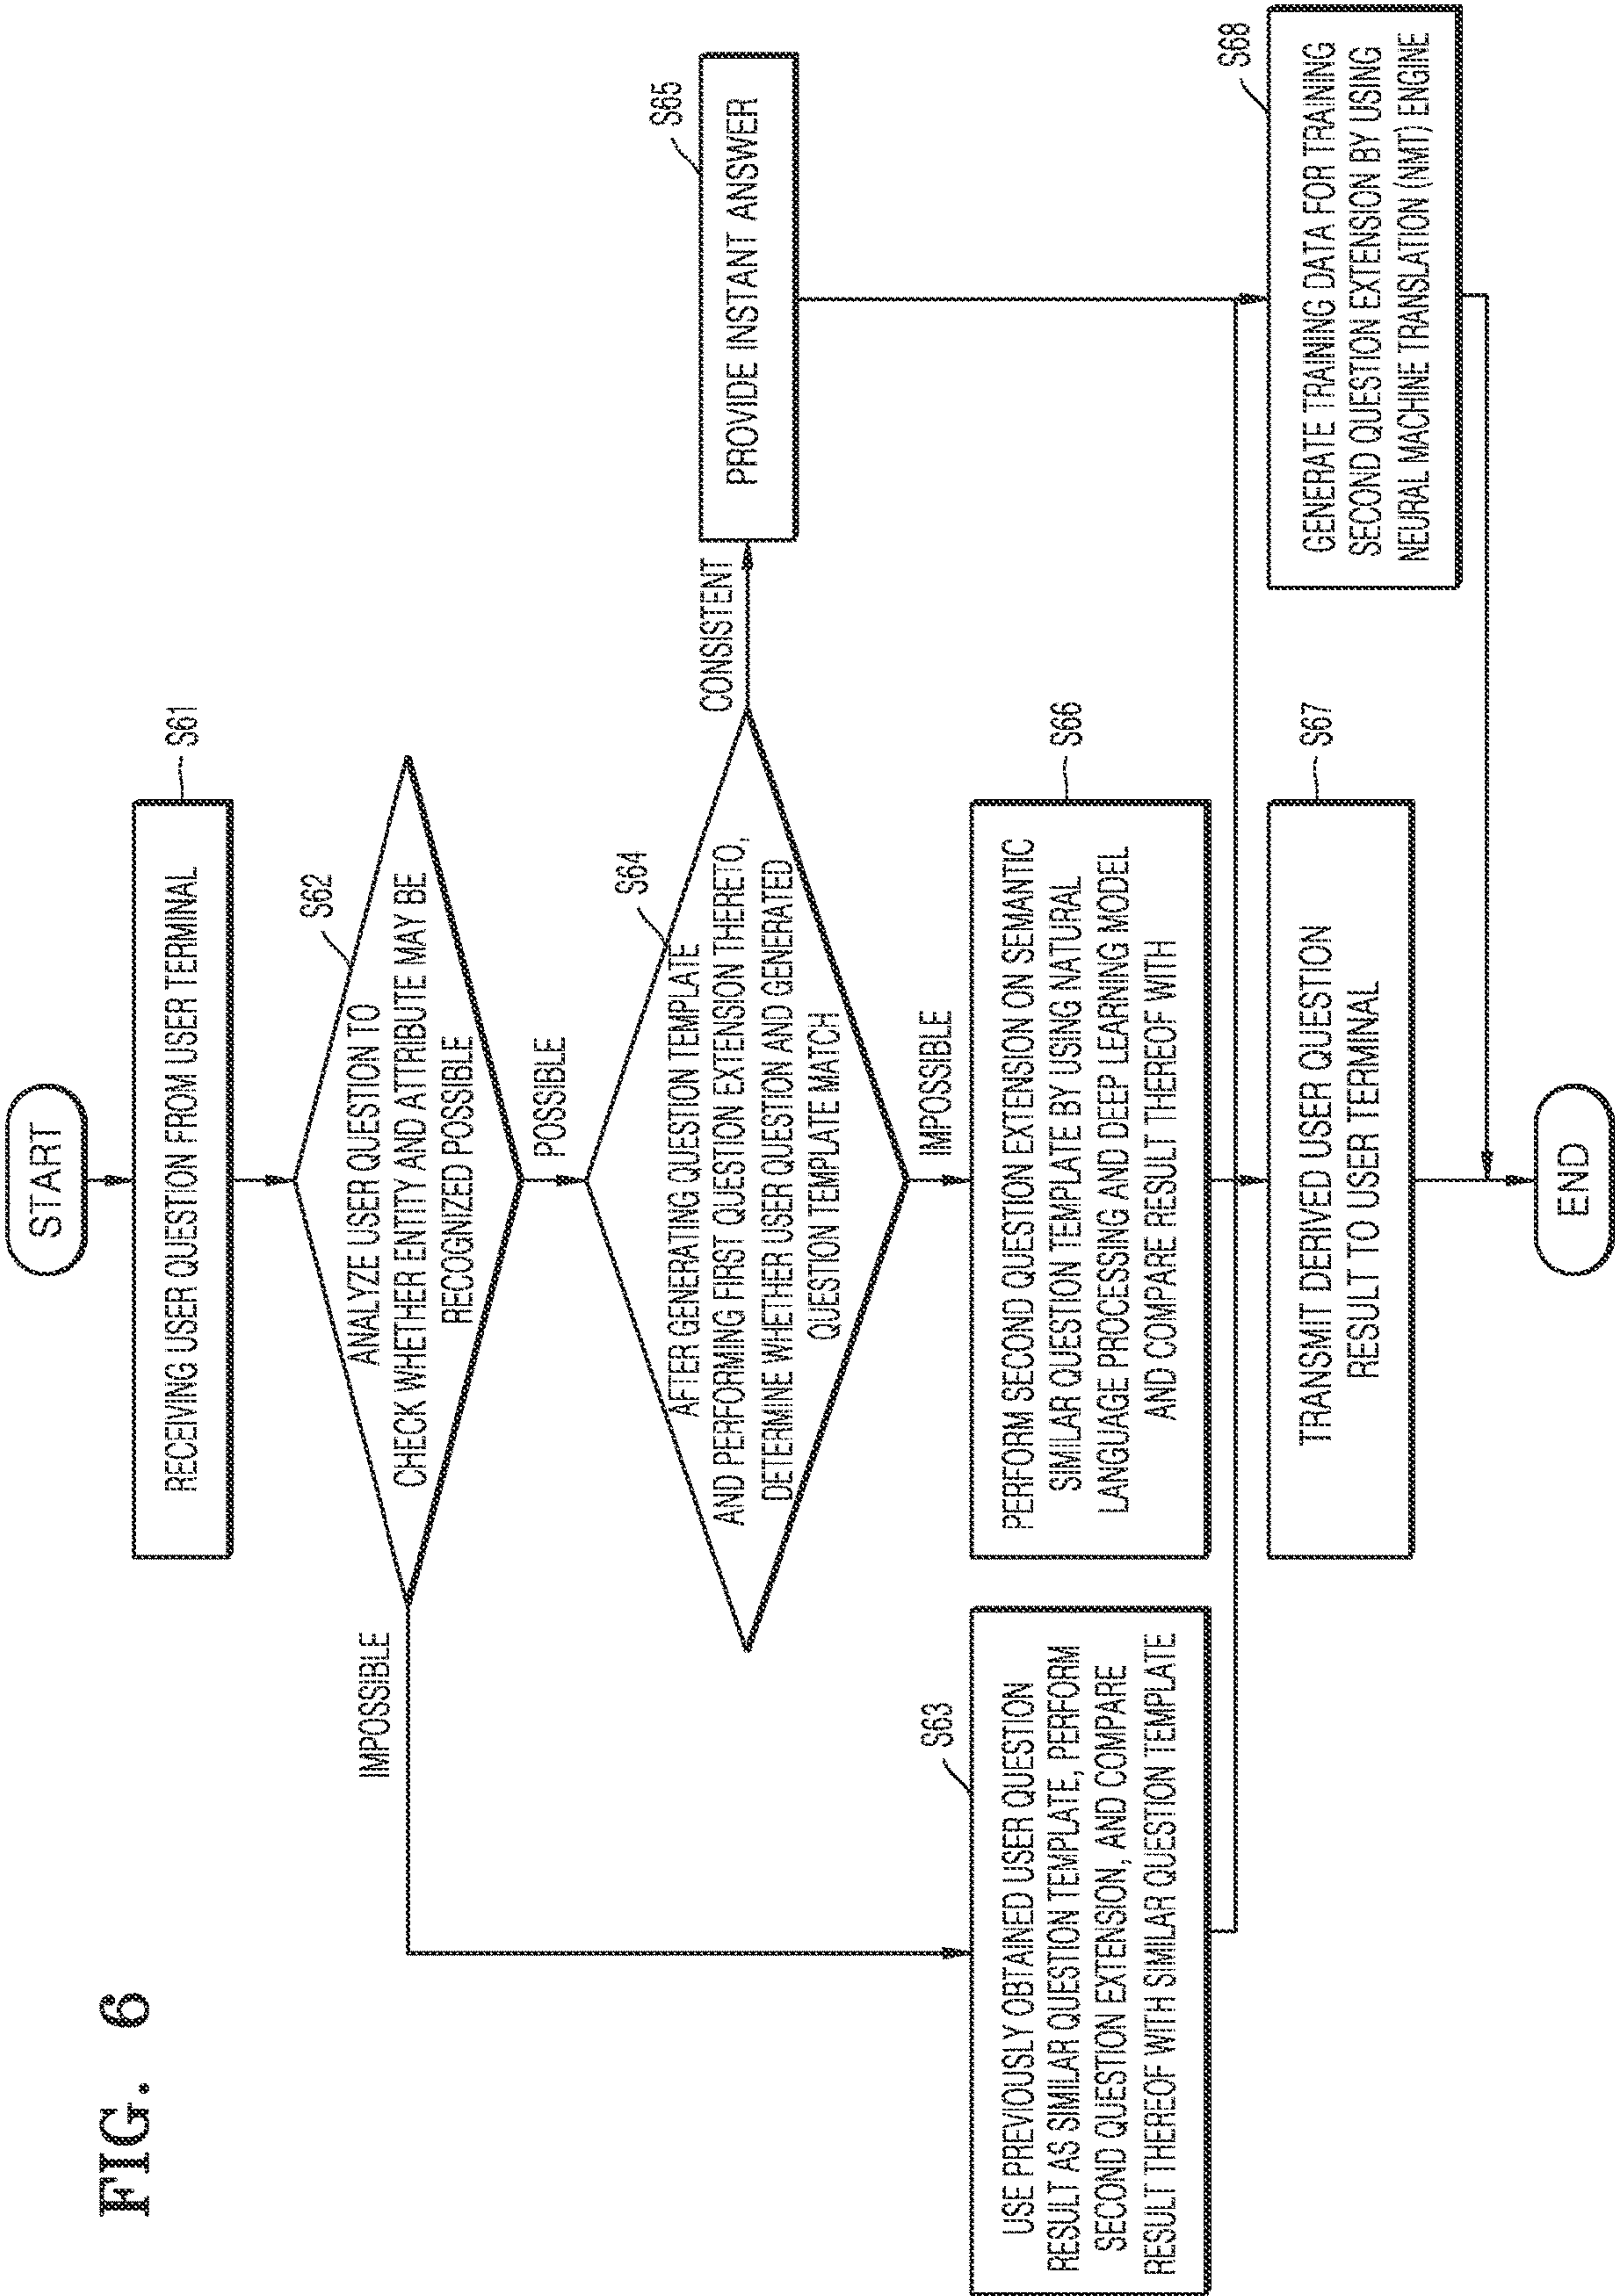 FIG. 6
START
RECEIVING USER QUESTION FROM USER TERMINAL
S61
ANALYZE USER QUESTION TO
CHECK WHETHER ENTITY AND ATTRIBUTE MAY BE
RECOGNIZED POSSIBLE
S62
IMPOSSIBLE
POSSIBLE
AFTER GENERATING QUESTION TEMPLATE
AND PERFORMING FIRST QUESTION EXTENSION THERETO,
DETERMINE WHETHER USER QUESTION AND GENERATED
QUESTION TEMPLATE MATCH
S64
CONSISTENT
PROVIDE INSTANT ANSWER
S65
IMPOSSIBLE
USE PREVIOUSLY OBTAINED USER QUESTION
RESULT AS SIMILAR QUESTION TEMPLATE, PERFORM
SECOND QUESTION EXTENSION, AND COMPARE
RESULT THEREOF WITH SIMILAR QUESTION TEMPLATE
S63
PERFORM SECOND QUESTION EXTENSION ON SEMANTIC
SIMILAR QUESTION TEMPLATE BY USING NATURAL
LANGUAGE PROCESSING AND DEEP LEARNING MODEL
AND COMPARE RESULT THEREOF WITH
S66
TRANSMIT DERIVED USER QUESTION
RESULT TO USER TERMINAL
S67
GENERATE TRAINING DATA FOR TRAINING
SECOND QUESTION EXTENSION BY USING
NEURAL MACHINE TRANSLATION (NMT) ENGINE
S68
END